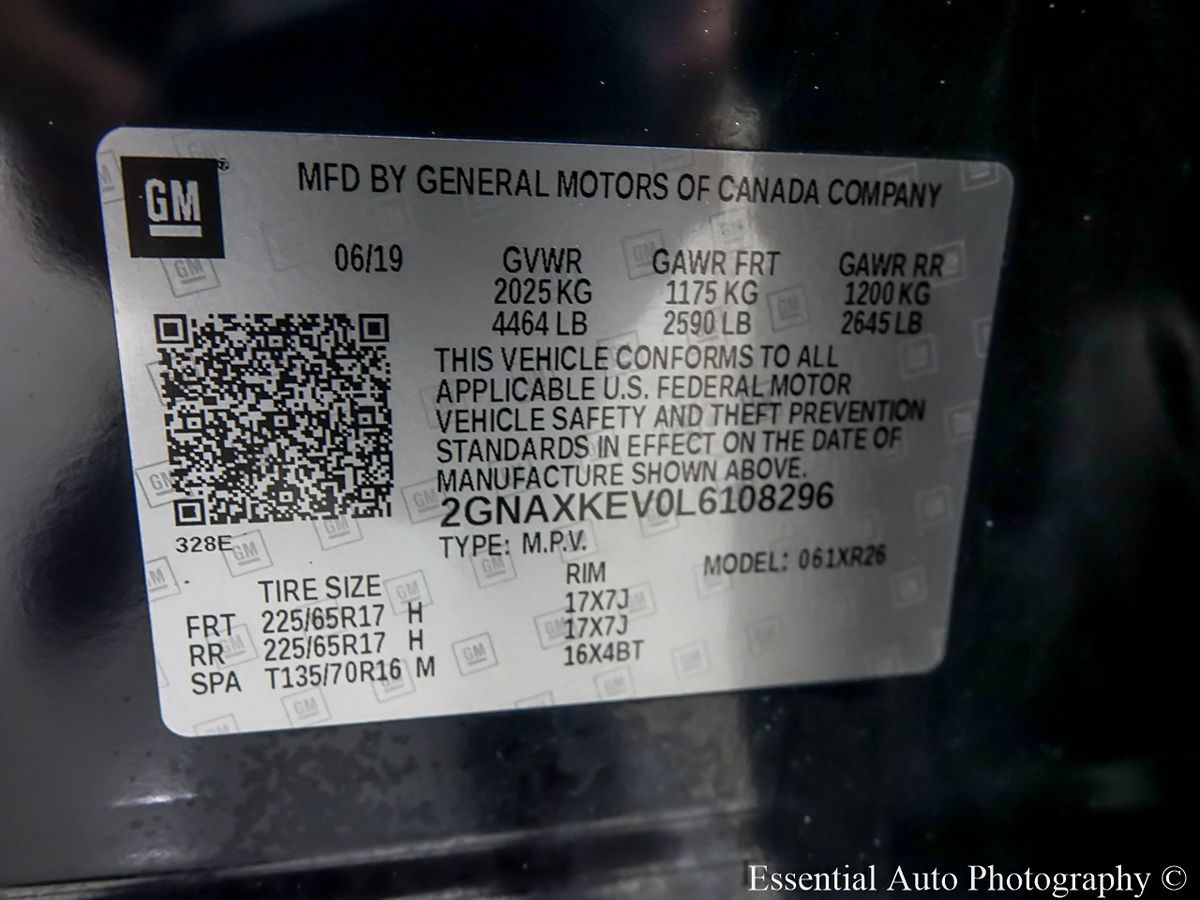 GM
MFD BY GENERAL MOTORS OF CANADA COMPANY
06/19 GVWR GAWR FRT GAWR RR
2025 KG 1175 KG 1200 KG
4464 LB 2590 LB 2645 LB
THIS VEHICLE CONFORMS TO ALL
APPLICABLE U.S. FEDERAL MOTOR
VEHICLE SAFETY AND THEFT PREVENTION
STANDARDS IN EFFECT ON THE DATE OF
MANUFACTURE SHOWN ABOVE.
2GNAXKEV0L6108296
328E
TYPE: M.P.V. MODEL: 061XR26
TIRE SIZE RIM
FRT 225/65R17 H 17X7J
RR 225/65R17 H 17X7J
SPA T135/70R16 M 16X4BT
Essential Auto Photography ©